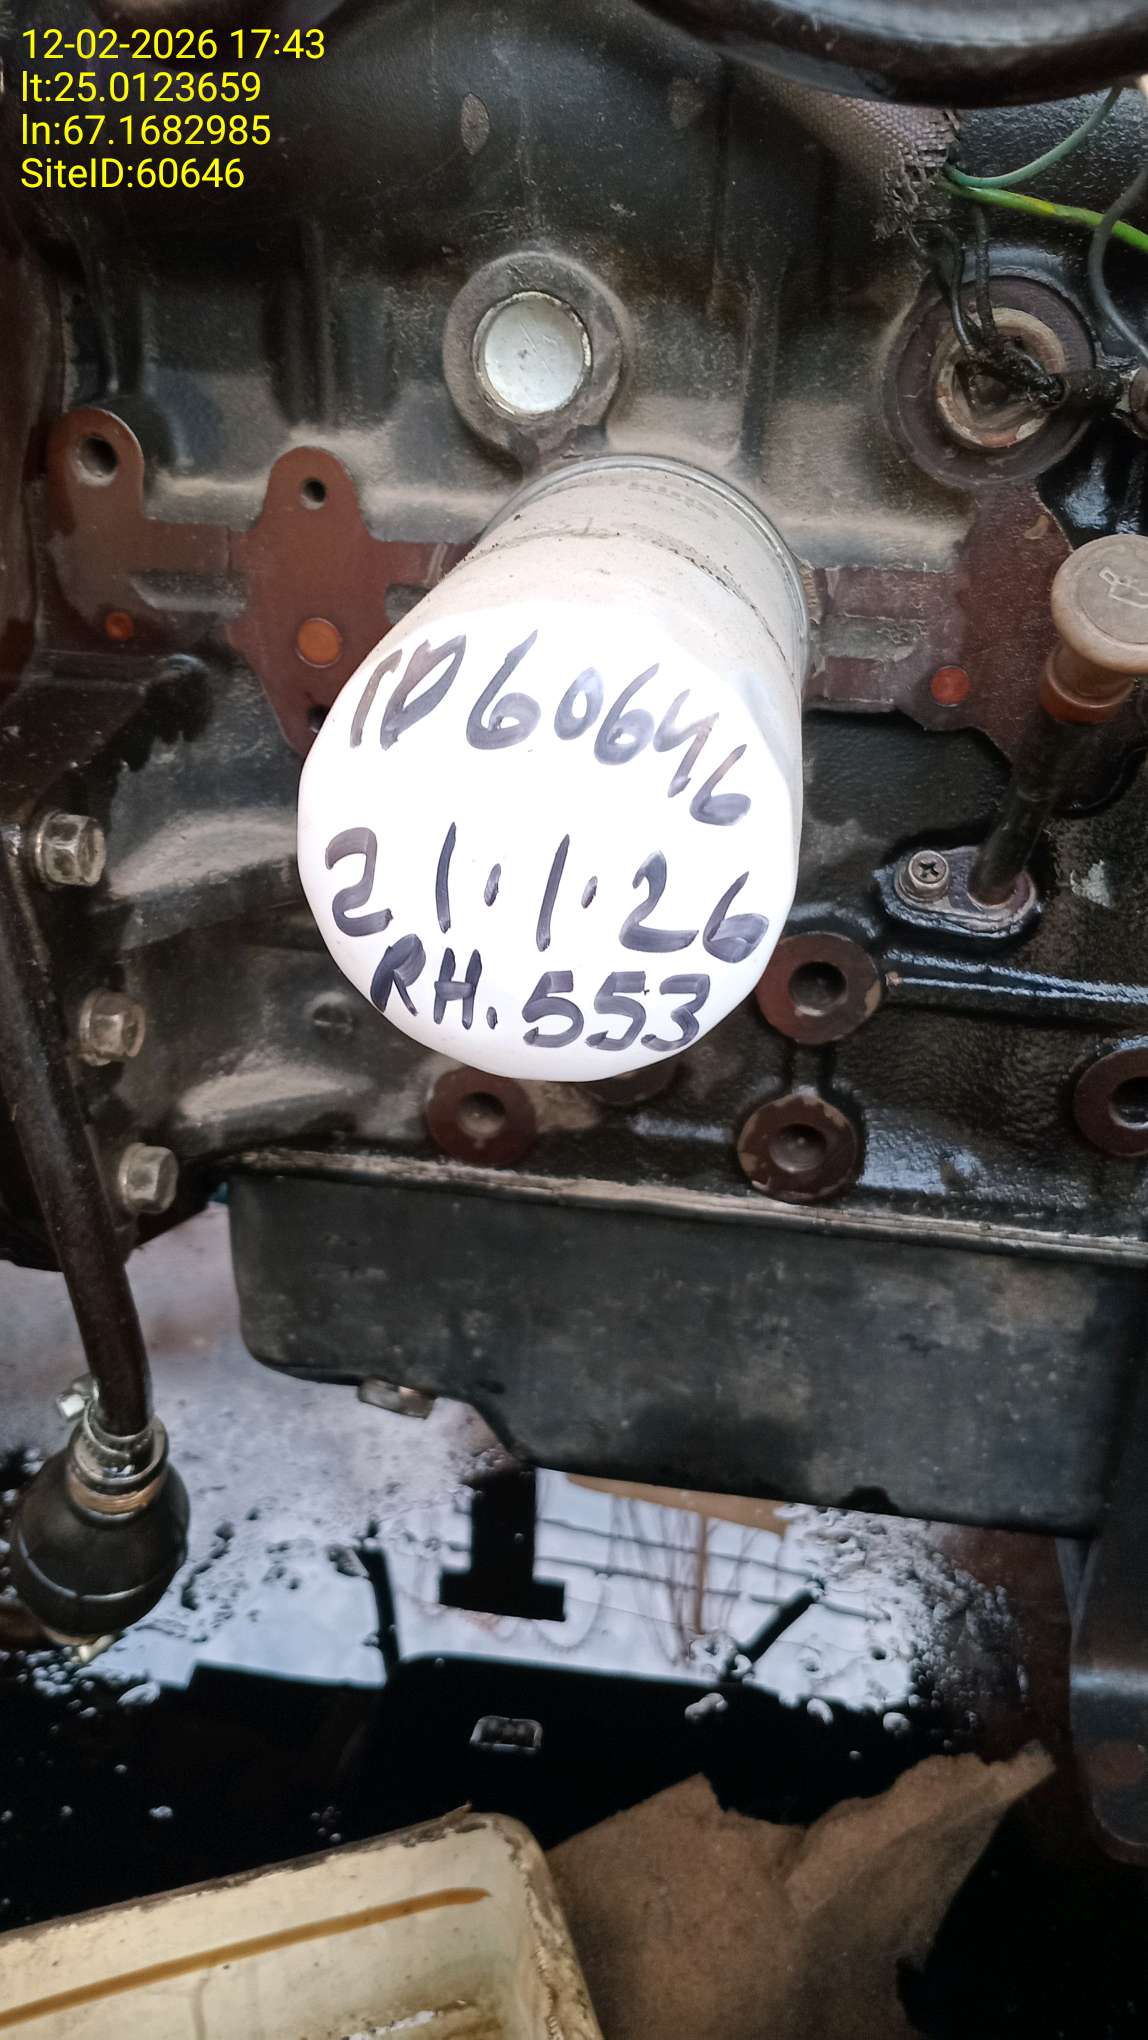 12-02-2026 17:43
lt:25.0123659
ln:67.1682985
SiteID:60646
ID 60646
21.1.26
RH.553